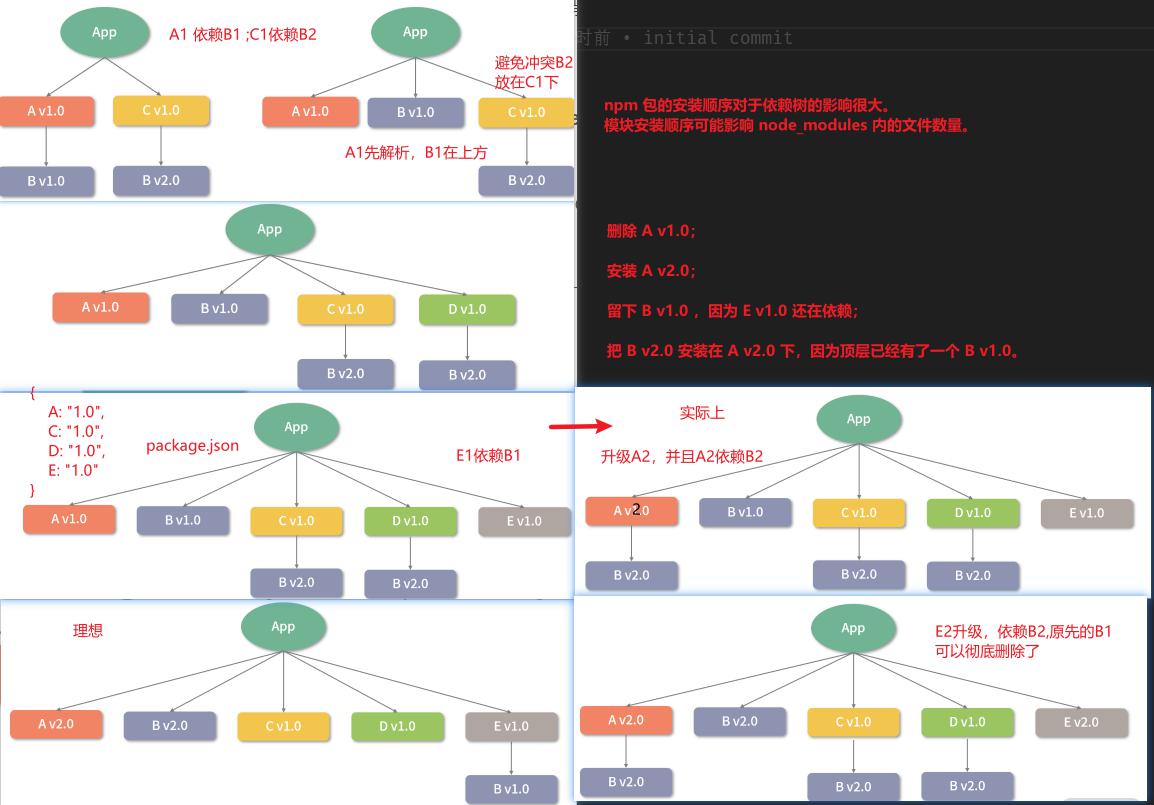 App
A1 依赖B1 ;C1依赖B2
A v1.0
C v1.0
B v1.0
B v2.0
App
避免冲突B2
放在C1下
A v1.0
B v1.0
C v1.0
A1先解析，B1在上方
B v2.0
时前 • initial commit
npm 包的安装顺序对于依赖树的影响很大。
模块安装顺序可能影响 node_modules 内的文件数量。
删除 A v1.0；
安装 A v2.0；
留下 B v1.0 ，因为 E v1.0 还在依赖；
把 B v2.0 安装在 A v2.0 下，因为顶层已经有了一个 B v1.0。
App
A v1.0
B v1.0
C v1.0
D v1.0
B v2.0
B v2.0
{
A: "1.0",
C: "1.0",
D: "1.0",
E: "1.0"
}
package.json
App
E1依赖B1
A v1.0
B v1.0
C v1.0
D v1.0
E v1.0
B v2.0
B v2.0
实际上
App
升级A2，并且A2依赖B2
A v2.0
B v1.0
C v1.0
D v1.0
E v1.0
B v2.0
B v2.0
B v2.0
理想
App
A v2.0
B v2.0
C v1.0
D v1.0
E v1.0
B v1.0
App
E2升级，依赖B2,原先的B1
可以彻底删除了
A v2.0
B v2.0
C v1.0
D v1.0
E v2.0
B v2.0
B v2.0
B v2.0